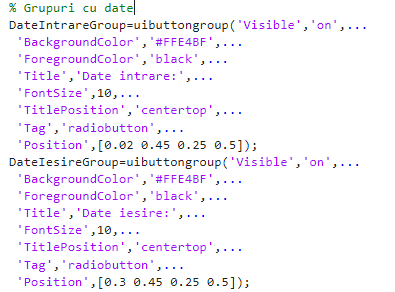 % Grupuri cu date
DateIntrareGroup=uibuttongroup('Visible','on',...
'BackgroundColor','#FFE4BF',...
'ForegroundColor','black',...
'Title','Date intrare:',...
'FontSize',10,...
'TitlePosition','centertop',...
'Tag','radiobutton',...
'Position',[0.02 0.45 0.25 0.5]);
DateIesireGroup=uibuttongroup('Visible','on',...
'BackgroundColor','#FFE4BF',...
'ForegroundColor','black',...
'Title','Date iesire:',...
'FontSize',10,...
'TitlePosition','centertop',...
'Tag','radiobutton',...
'Position',[0.3 0.45 0.25 0.5]);